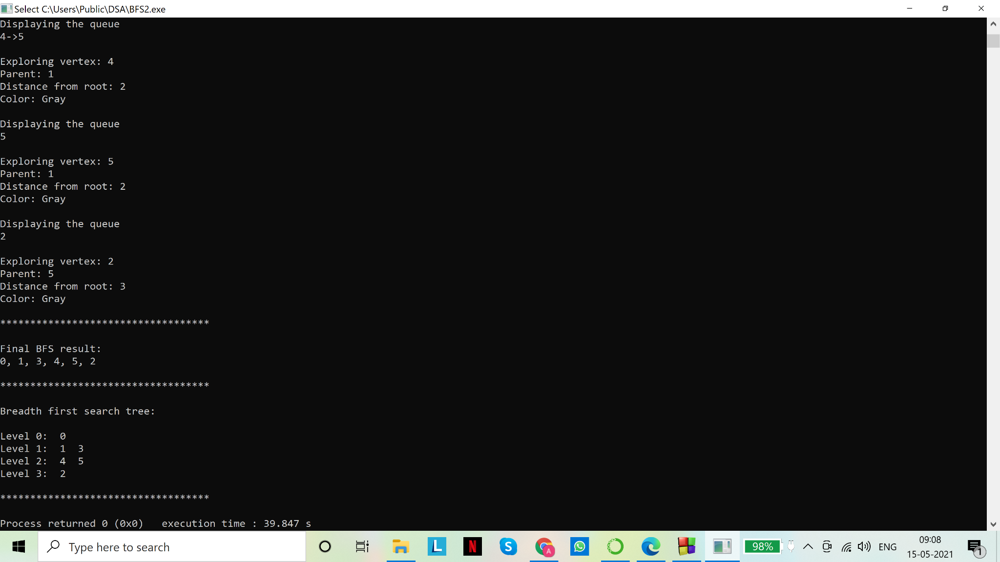 Select C:\Users\Public\DSA\BFS2.exe
Displaying the queue
4->5
Exploring vertex: 4
Parent: 1
Distance from root: 2
Color: Gray
Displaying the queue
5
Exploring vertex: 5
Parent: 1
Distance from root: 2
Color: Gray
Displaying the queue
2
Exploring vertex: 2
Parent: 5
Distance from root: 3
Color: Gray
***********************************
Final BFS result:
0, 1, 3, 4, 5, 2
***********************************
Breadth first search tree:
Level 0:  0
Level 1:  1  3
Level 2:  4  5
Level 3:  2
***********************************
Process returned 0 (0x0)   execution time : 39.847 s
Type here to search
L
N
S
A
98%
ENG
09:08
15-05-2021
1